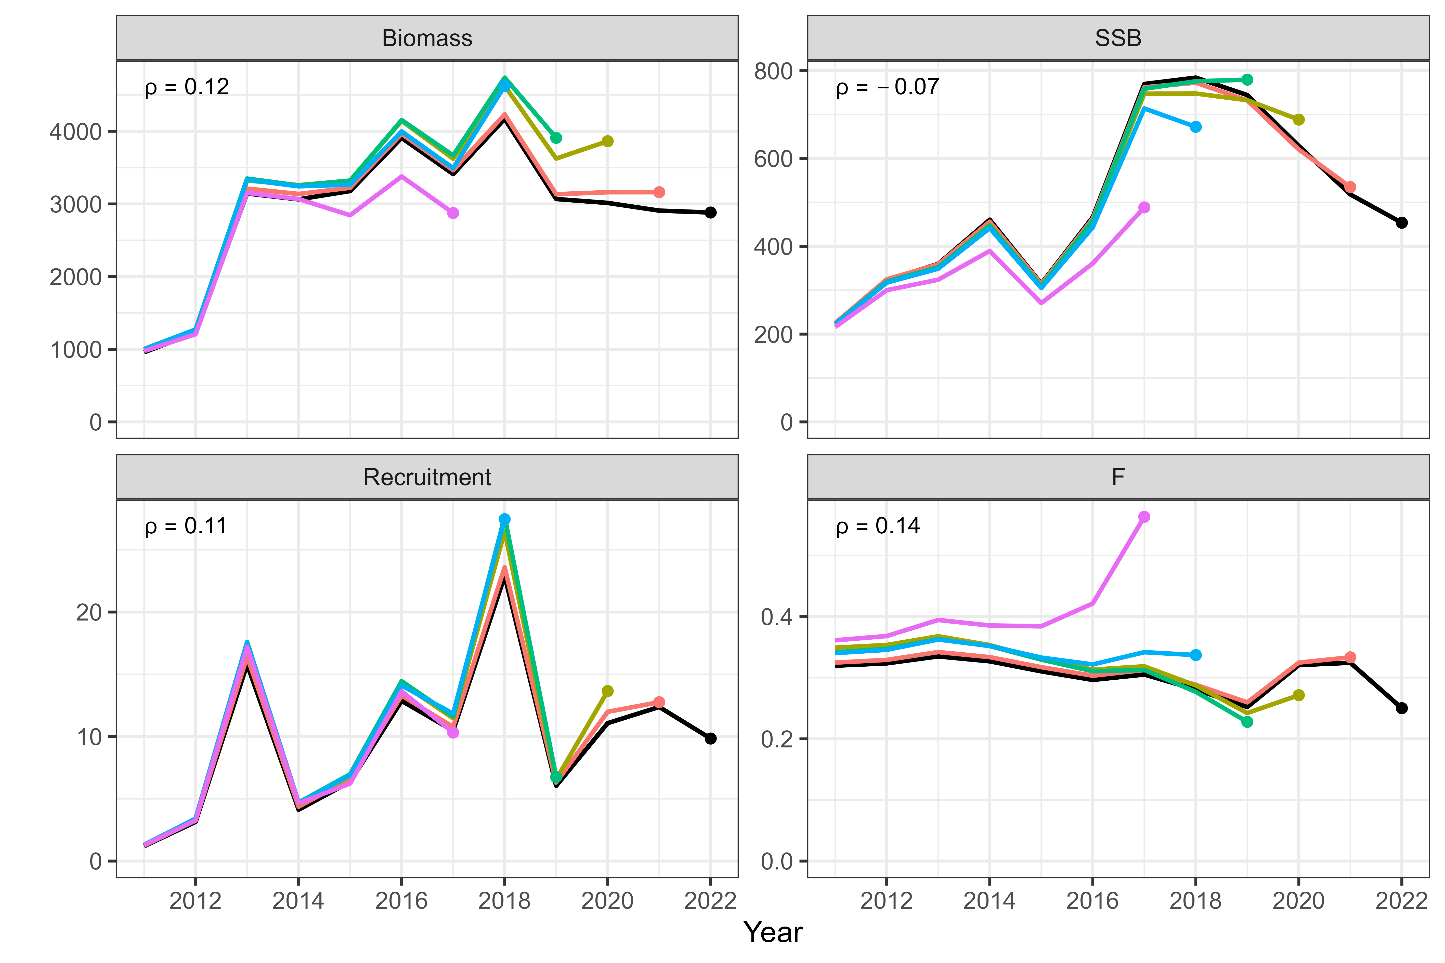 Biomass
ρ = 0.12
4000
3000
2000
1000
0
SSB
ρ = −0.07
800
600
400
200
0
Recruitment
ρ = 0.11
20
10
0
2012 2014 2016 2018 2020 2022
F
ρ = 0.14
0.4
0.2
0.0
2012 2014 2016 2018 2020 2022
Year